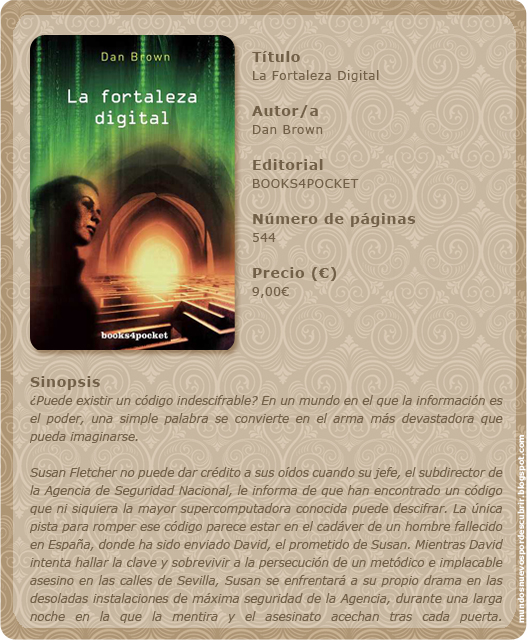 Dan Brown
La fortaleza
digital
books4pocket
Título
La Fortaleza Digital
Autor/a
Dan Brown
Editorial
BOOKS4POCKET
Número de páginas
544
Precio (€)
9,00€
Sinopsis
¿Puede existir un código indescifrable? En un mundo en el que la información es
el poder, una simple palabra se convierte en el arma más devastadora que
pueda imaginarse.
Susan Fletcher no puede dar crédito a sus oídos cuando su jefe, el subdirector de
la Agencia de Seguridad Nacional, le informa de que han encontrado un código
que ni siquiera la mayor supercomputadora conocida puede descifrar. La única
pista para romper ese código parece estar en el cadáver de un hombre fallecido
en España, donde ha sido enviado David, el prometido de Susan. Mientras David
intenta hallar la clave y sobrevivir a la persecución de un metódico e implacable
asesino en las calles de Sevilla, Susan se enfrentará a su propio drama en las
desoladas instalaciones de máxima seguridad de la Agencia, durante una larga
noche en la que la mentira y el asesinato acechan tras cada puerta.
mundosnuevospordescubrir.blogspot.com